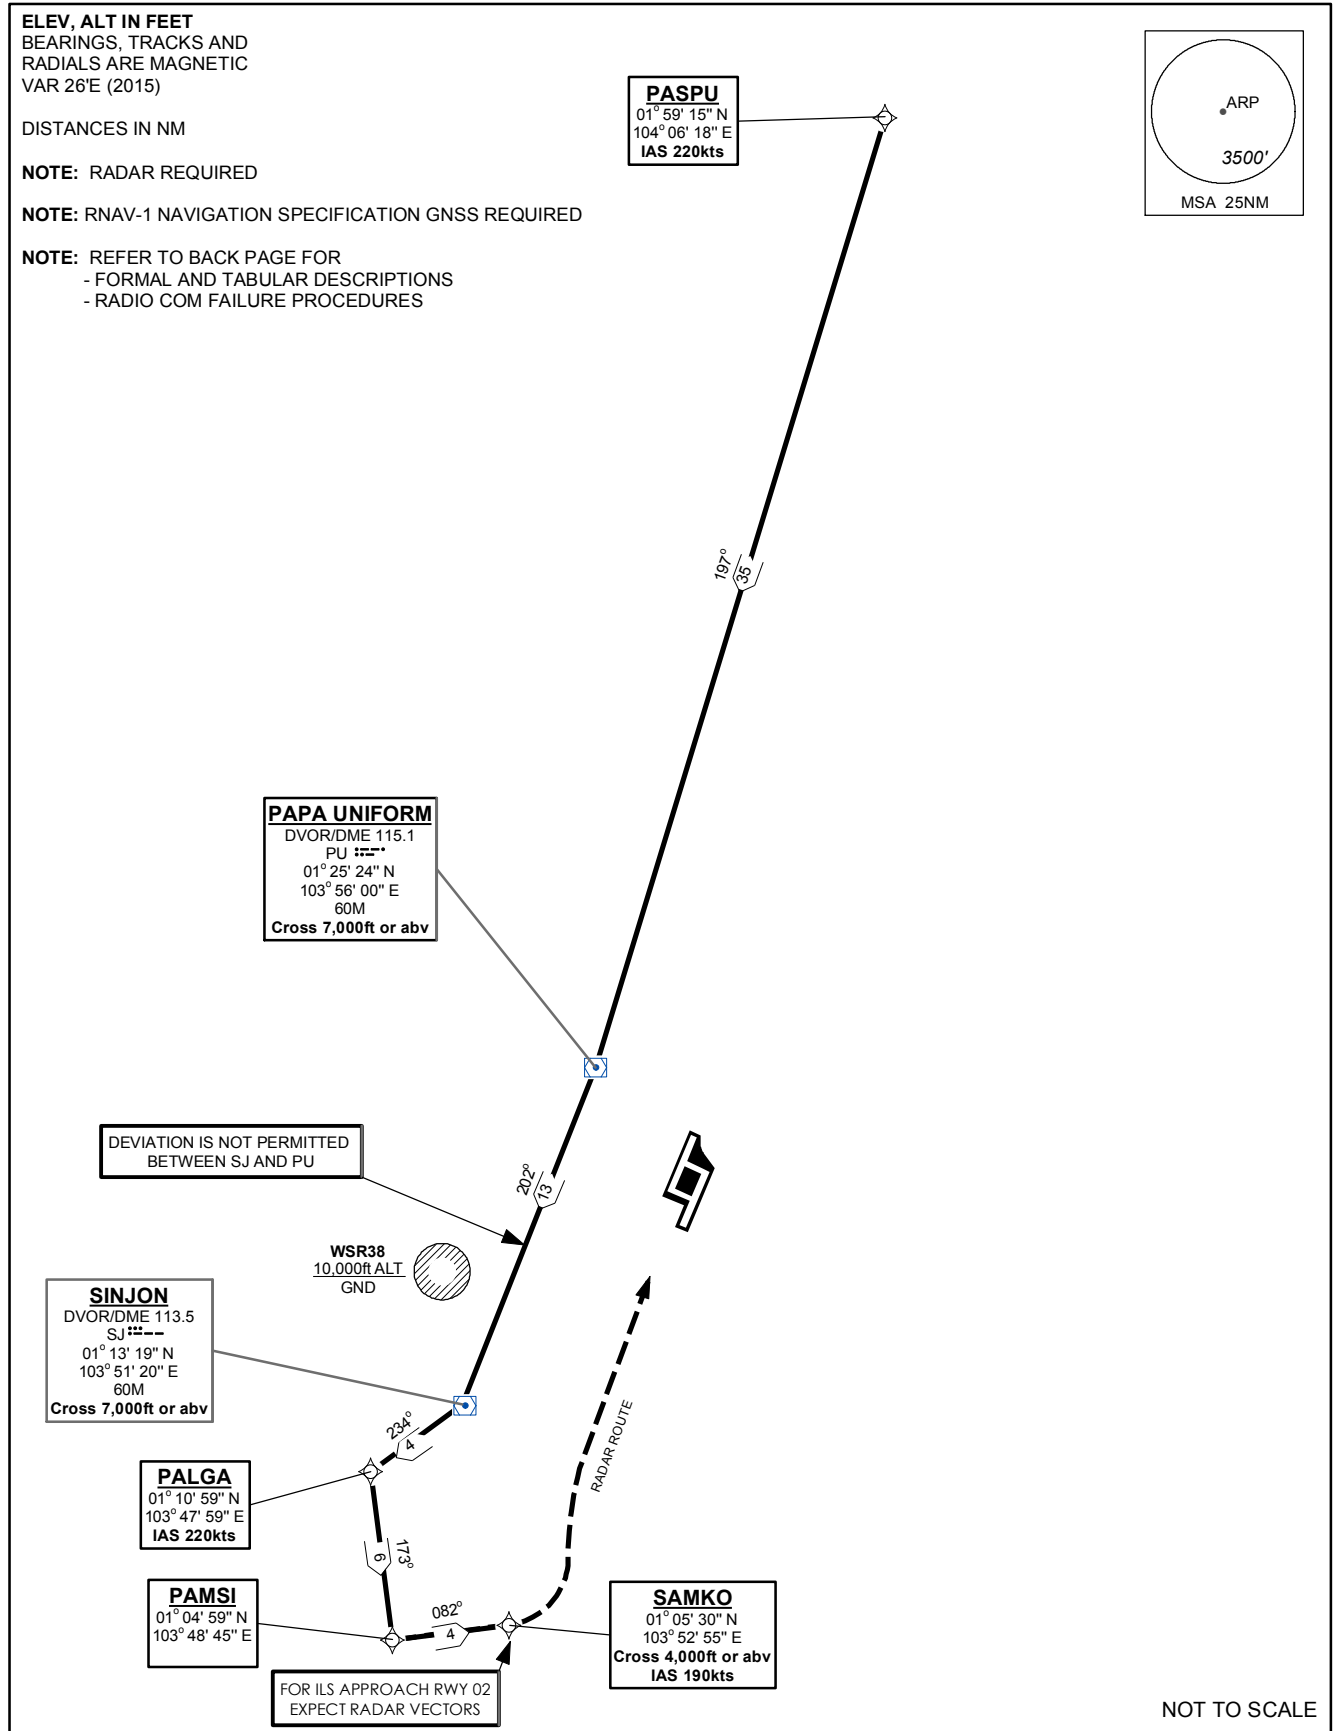 ELEV, ALT IN FEET
BEARINGS, TRACKS AND
RADIALS ARE MAGNETIC
VAR 26'E (2015)
DISTANCES IN NM
NOTE: RADAR REQUIRED
NOTE: RNAV-1 NAVIGATION SPECIFICATION GNSS REQUIRED
NOTE: REFER TO BACK PAGE FOR
- FORMAL AND TABULAR DESCRIPTIONS
- RADIO COM FAILURE PROCEDURES
PASPU
01° 59' 15" N
104° 06' 18" E
IAS 220kts
ARP
3500'
MSA 25NM
197°
35
PAPA UNIFORM
DVOR/DME 115.1
PU
01° 25' 24" N
103° 56' 00" E
60M
Cross 7,000ft or abv
DEVIATION IS NOT PERMITTED
BETWEEN SJ AND PU
202°
13
WSR38
10,000ft ALT
GND
SINJON
DVOR/DME 113.5
SJ
01° 13' 19" N
103° 51' 20" E
60M
Cross 7,000ft or abv
234°
4
RADAR ROUTE
PALGA
01° 10' 59" N
103° 47' 59" E
IAS 220kts
173°
6
PAMSI
01° 04' 59" N
103° 48' 45" E
082°
4
SAMKO
01° 05' 30" N
103° 52' 55" E
Cross 4,000ft or abv
IAS 190kts
FOR ILS APPROACH RWY 02
EXPECT RADAR VECTORS
NOT TO SCALE